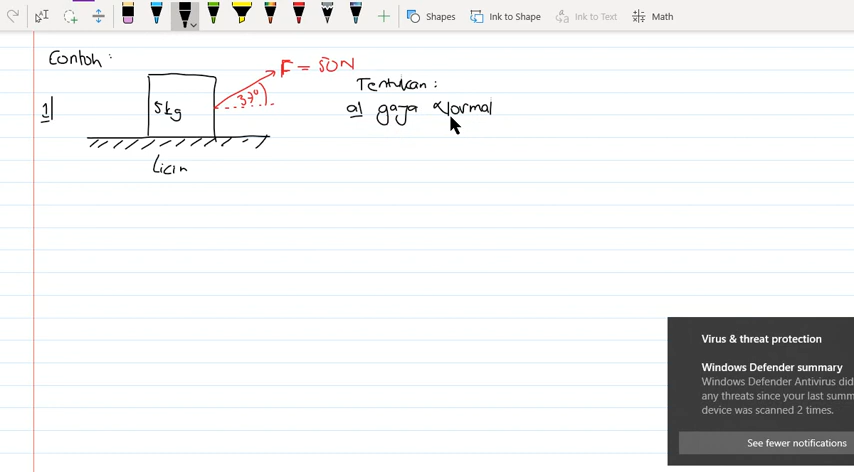 Shapes
Ink to Shape
Ink to Text
Math
Contoh :
F = 50N
37°
Tentukan :
1
5kg
a) gaya Normal
Licin
Virus & threat protection
Windows Defender summary
Windows Defender Antivirus did
any threats since your last summ
device was scanned 2 times.
See fewer notifications